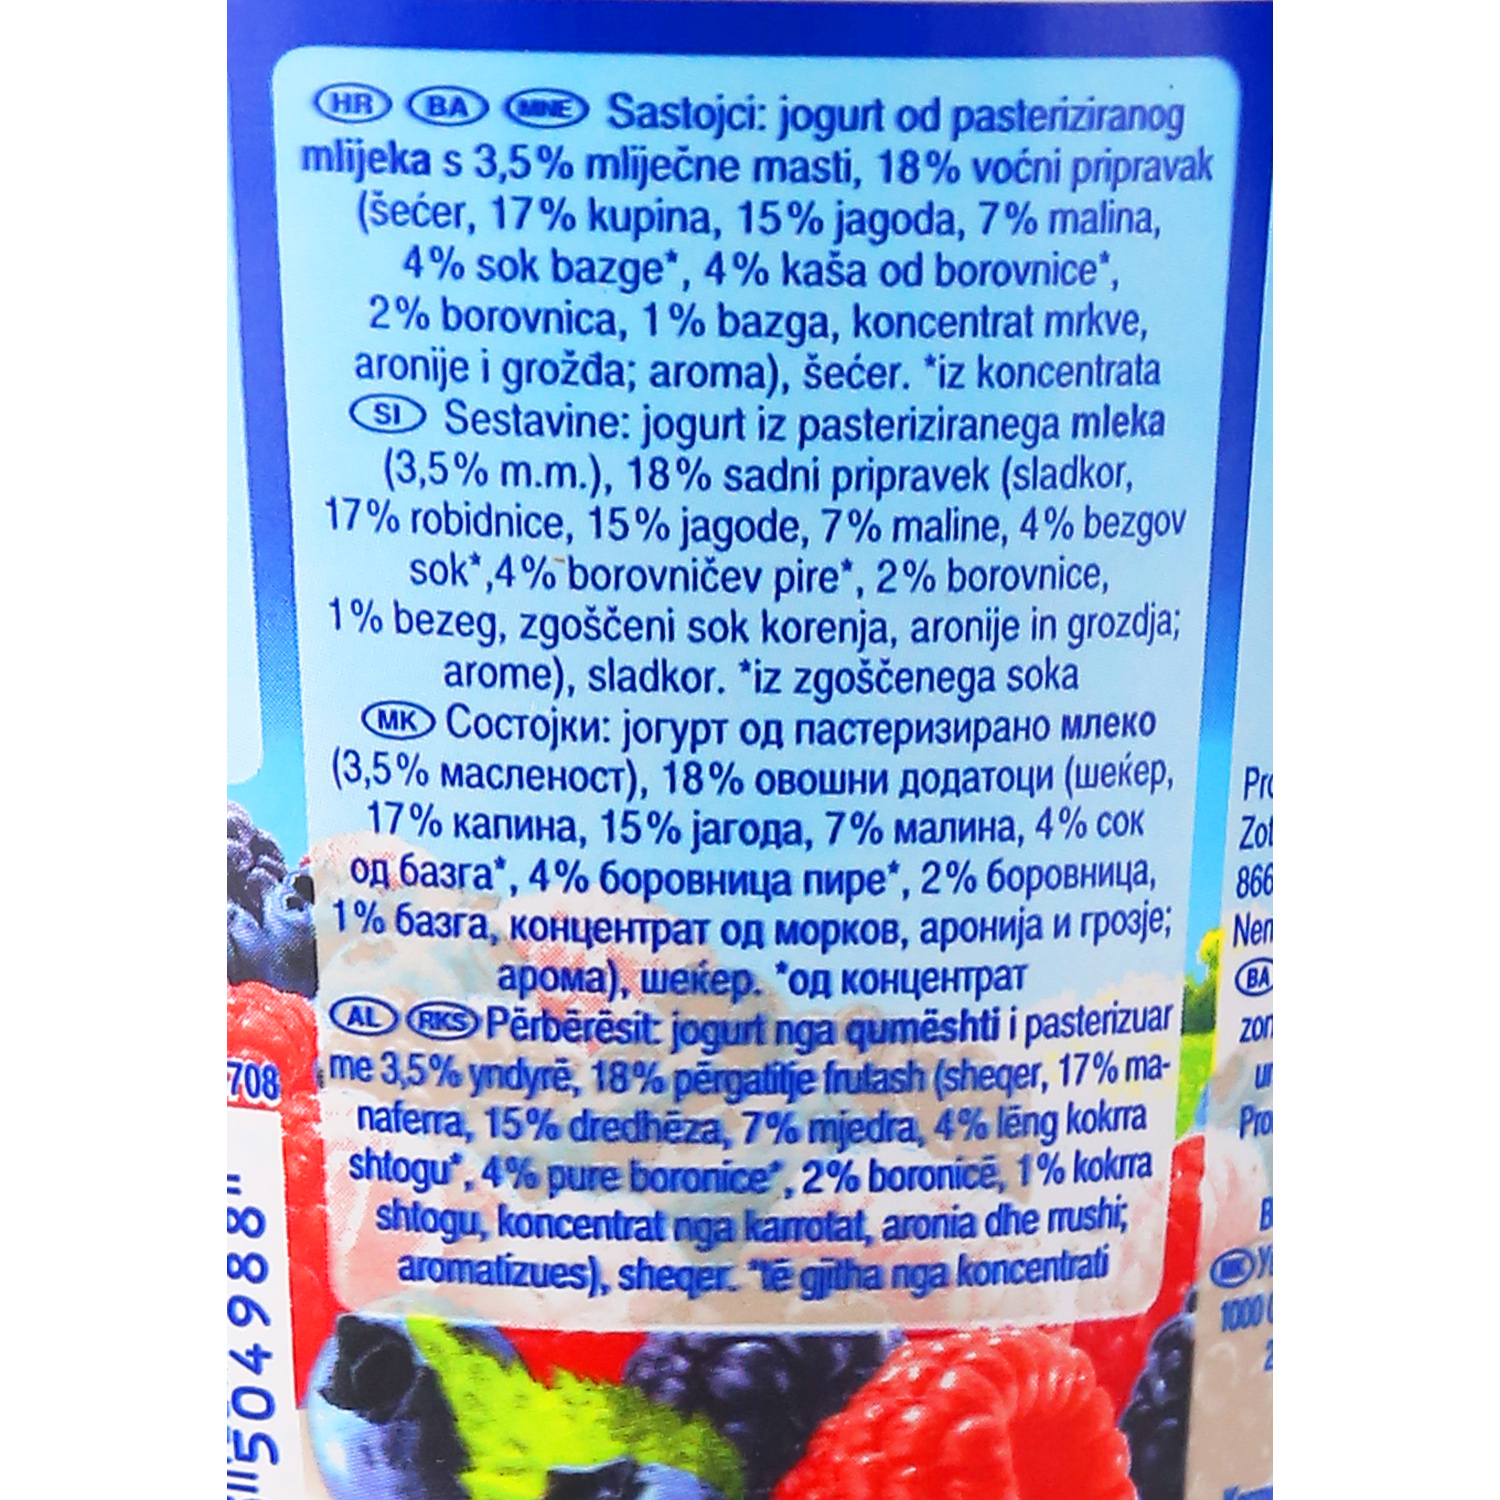 HR BA MNE Sastojci: jogurt od pasteriziranog
mlijeka s 3,5% mliječne masti, 18% voćni pripravak
(šećer, 17% kupina, 15% jagoda, 7% malina,
4% sok bazge*, 4% kaša od borovnice*,
2% borovnica, 1% bazga, koncentrat mrkve,
aronije i grožđa; aroma), šećer. *iz koncentrata
SI Sestavine: jogurt iz pasteriziranega mleka
(3,5% m.m.), 18% sadni pripravek (sladkor,
17% robidnice, 15% jagode, 7% maline, 4% bezgov
sok*,4% borovničev pire*, 2% borovnice,
1% bezeg, zgoščeni sok korenja, aronije in grozdja;
arome), sladkor. *iz zgoščenega soka
MK Состојки: јогурт од пастеризирано млеко
(3,5% масленост), 18% овошни додатоци (шеќер,
17% капина, 15% јагода, 7% малина, 4% сок
од базга*, 4% боровница пире*, 2% боровница,
1% базга, концентрат од морков, аронија и грозје;
арома), шеќер. *од концентрат
AL RKS Përbërësit: jogurt nga qumështi i pasterizuar
me 3,5% yndyrë, 18% përgatitje frutash (sheqer, 17% ma-
naferra, 15% dredhëza, 7% mjedra, 4% lëng kokrra
shtogu*, 4% pure boronice*, 2% boronicë, 1% kokrra
shtogu, koncentrat nga karrotat, aronia dhe rrushi;
aromatizues), sheqer. *të gjitha nga koncentrati
708
504988
Zot
866
BA
zon
MK
1000